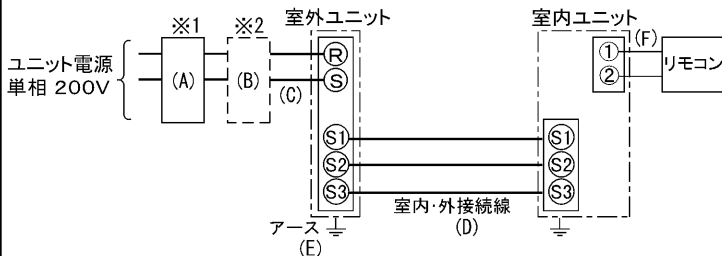 ※1
※2
室外ユニット
室内ユニット
ユニット電源
単相 200V
(A)
(B)
(C)
R
S
①
②
(F)
リモコン
S1
S2
S3
S1
S2
S3
室内･外接続線
(D)
アース
(E)